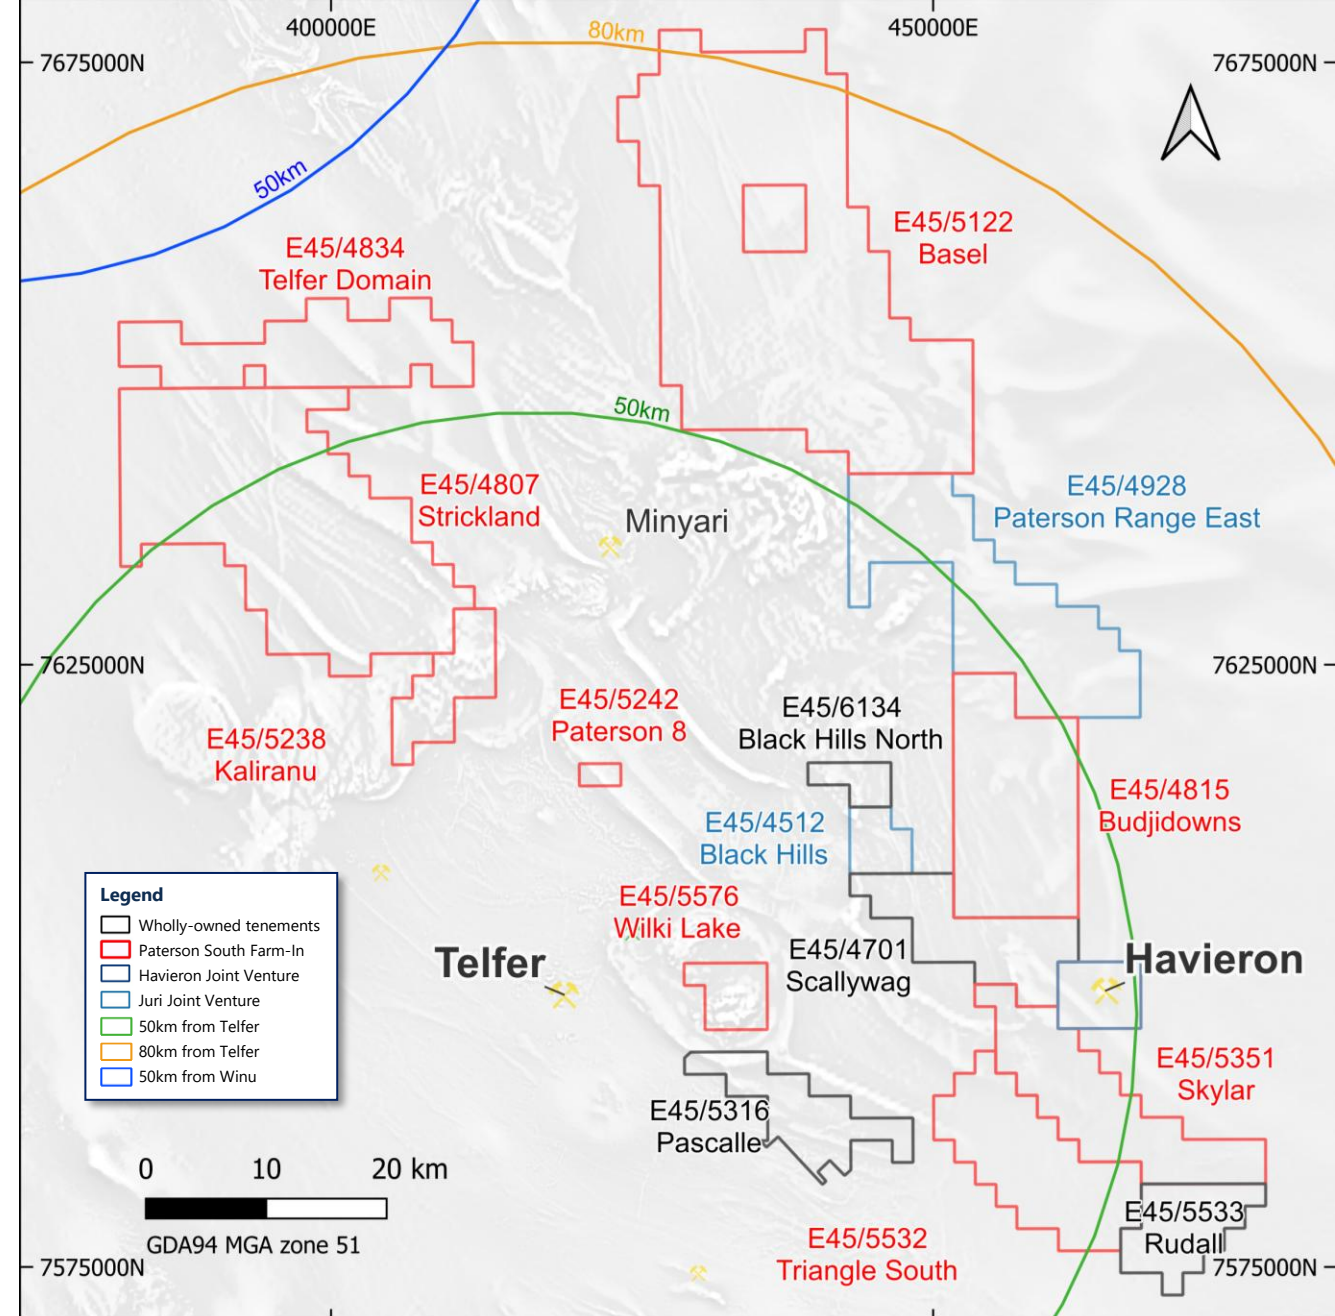 400000E
450000E
80km
7675000N
7675000N
50km
E45/4834
Telfer Domain
E45/5122
Basel
50km
E45/4807
Strickland
Minyari
E45/4928
Paterson Range East
7625000N
7625000N
E45/5242
Paterson 8
E45/6134
Black Hills North
E45/5238
Kaliranu
E45/4815
Budjidowns
E45/4512
Black Hills
E45/5576
Wilki Lake
E45/4701
Scallywag
Telfer
Havieron
Legend
Wholly-owned tenements
Paterson South Farm-In
Havieron Joint Venture
Juri Joint Venture
50km from Telfer
80km from Telfer
50km from Winu
E45/5351
Skylar
E45/5316
Pascalle
0 10 20 km
GDA94 MGA zone 51
E45/5533
Rudall
E45/5532
Triangle South
7575000N
7575000N